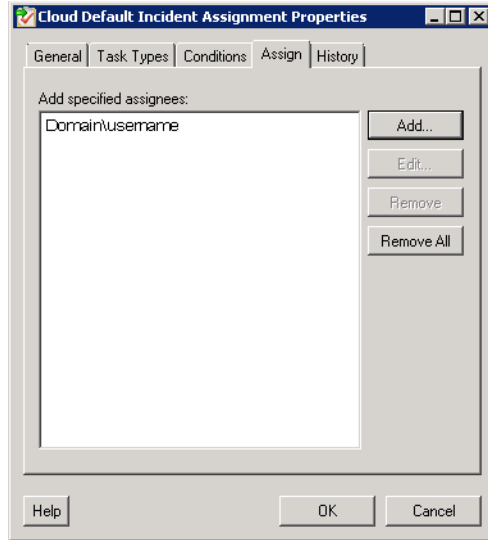 Cloud Default Incident Assignment Properties
General Task Types Conditions Assign History
Add specified assignees:
Domain\username
Add...
Edit...
Remove
Remove All
Help OK Cancel